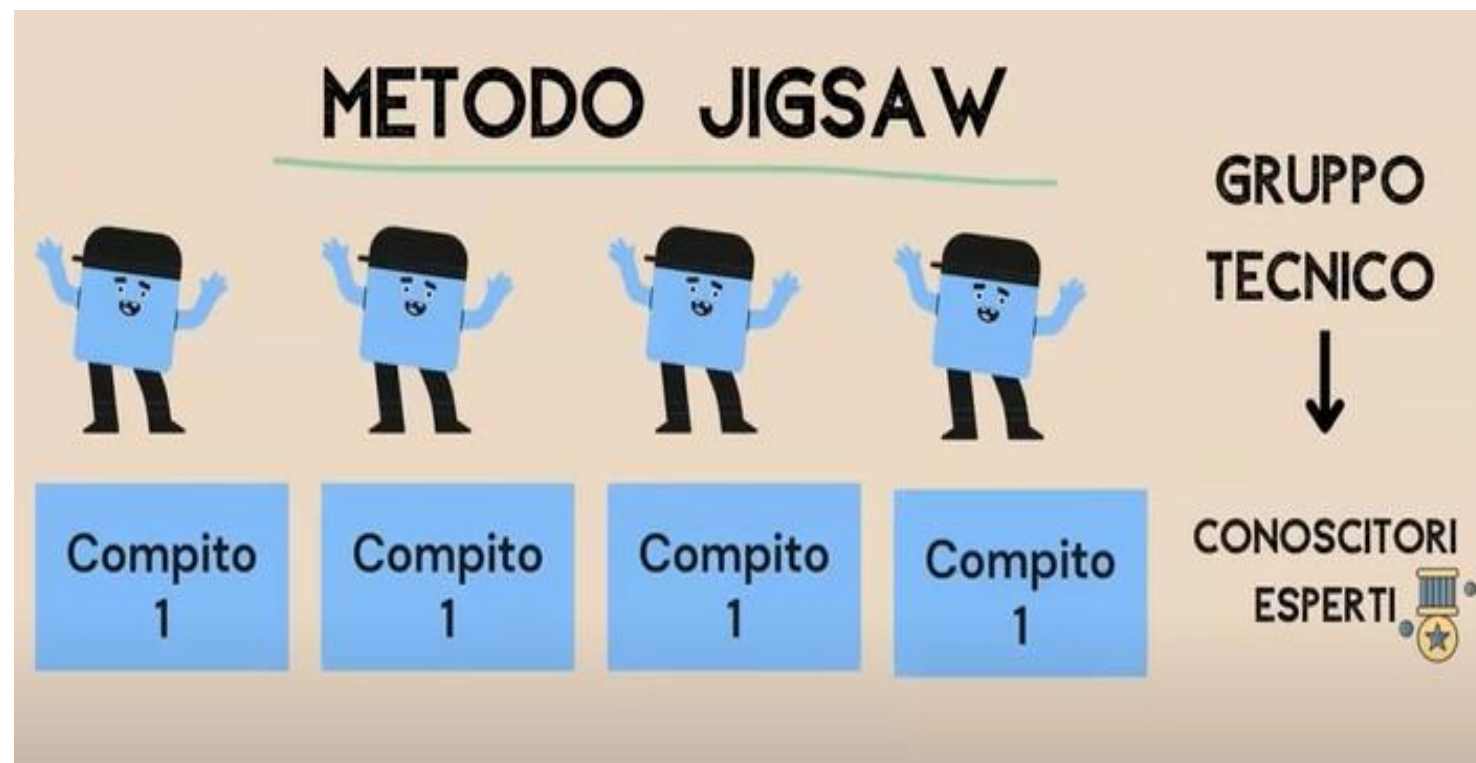 METODO JIGSAW
GRUPPO
TECNICO
Compito
1
Compito
1
Compito
1
Compito
1
CONOSCITORI
ESPERTI